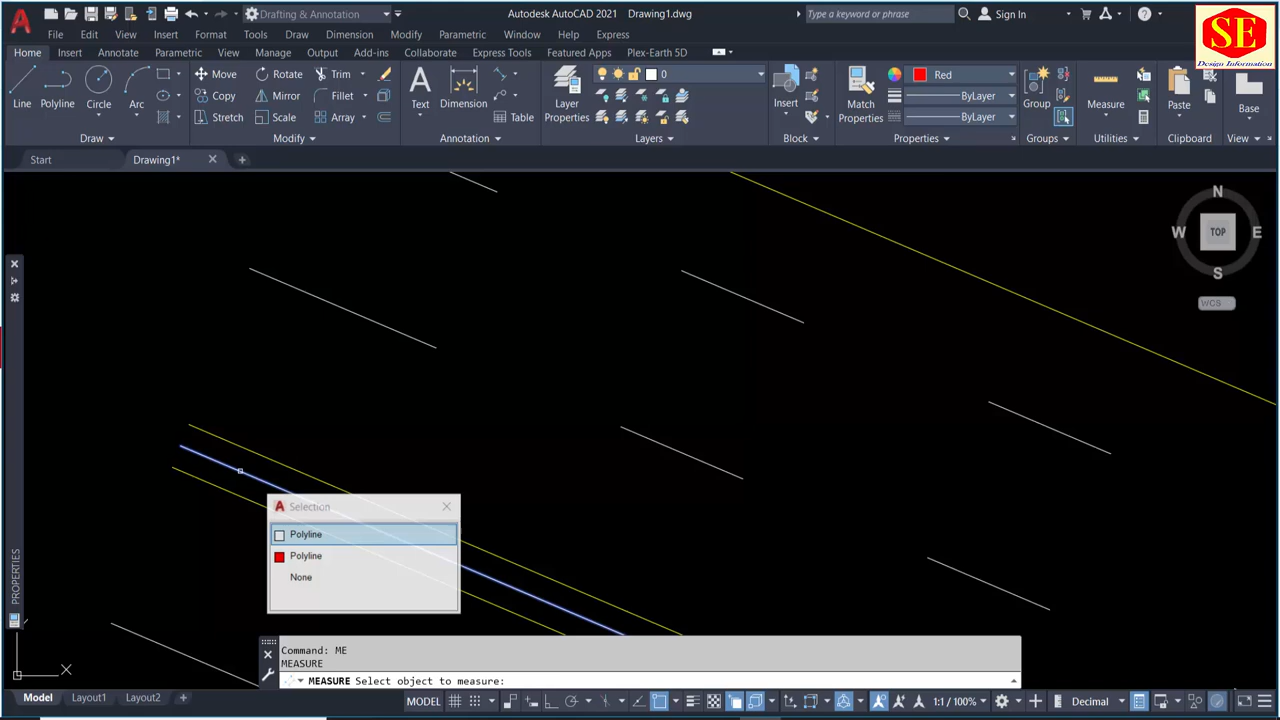 Drafting & Annotation
Autodesk AutoCAD 2021 Drawing1.dwg
Type a keyword or phrase
Sign In
SE
Design Information
File Edit View Insert Format Tools Draw Dimension Modify Parametric Window Help Express
Home Insert Annotate Parametric View Manage Output Add-ins Collaborate Express Tools Featured Apps Plex-Earth 5D
Line
Polyline
Circle
Arc
Move
Copy
Stretch
Rotate
Mirror
Scale
Trim
Fillet
Array
Text
Dimension
Table
Layer
Properties
0
Insert
Match
Properties
Red
ByLayer
ByLayer
Group
Measure
Paste
Base
Draw Modify Annotation Layers Block Properties Groups Utilities Clipboard View
Start Drawing1*
N
W TOP E
S
WCS
Selection
Polyline
Polyline
None
PROPERTIES
Command: ME
MEASURE
MEASURE Select object to measure:
Model Layout1 Layout2
MODEL
1:1 / 100%
Decimal